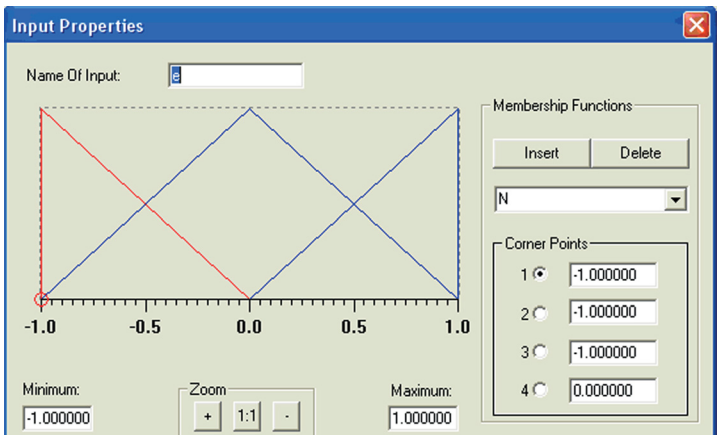 Input Properties
Name Of Input: e
Membership Functions
Insert Delete
N
Corner Points
1 -1.000000
2 -1.000000
3 -1.000000
4 0.000000
-1.0 -0.5 0.0 0.5 1.0
Minimum: Zoom Maximum:
-1.000000 + 1:1 - 1.000000